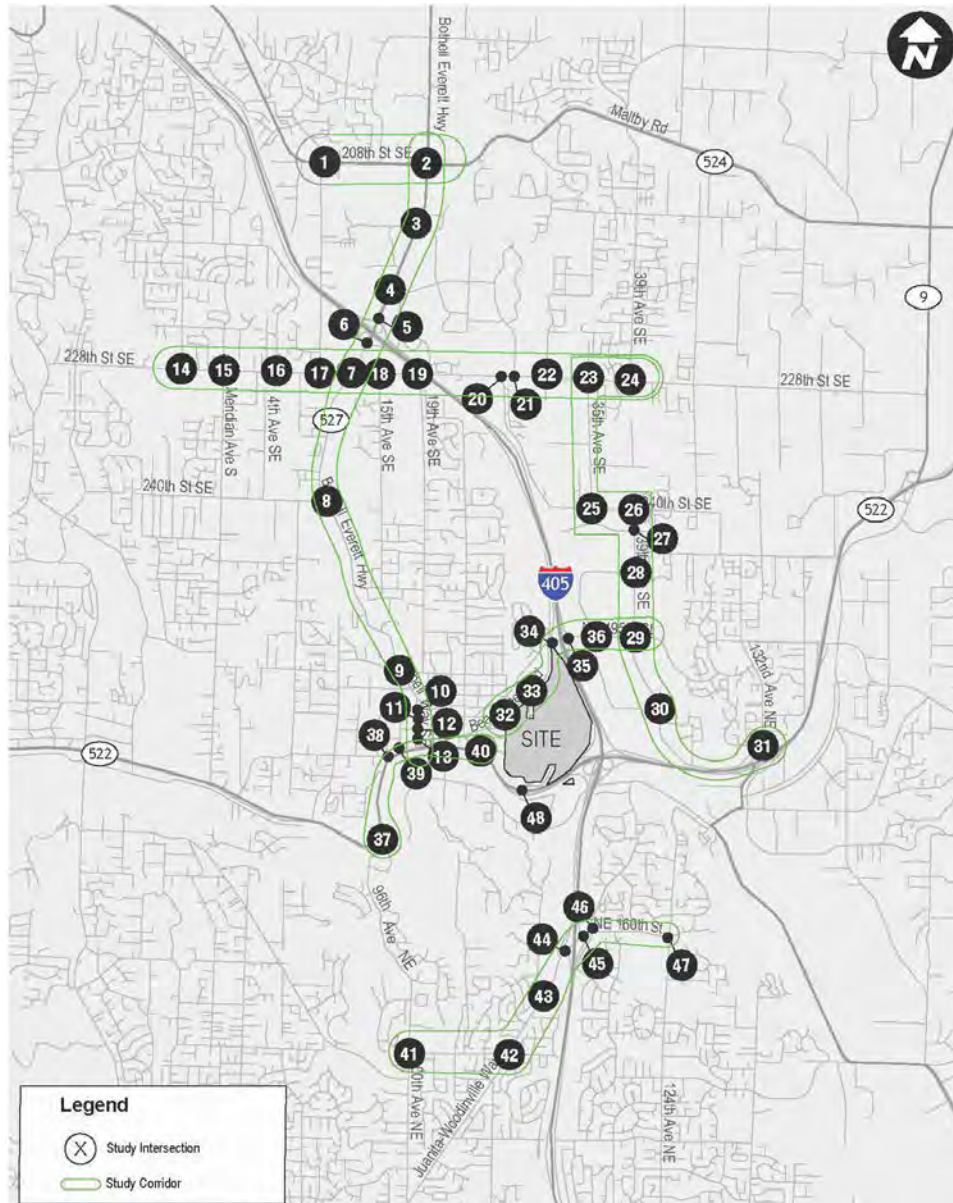 Bothell Everett Hwy
N
Maltby Rd
1
208th St SE
2
524
3
39th Ave SE
4
9
6
5
228th St SE
14
15
16
17
7
18
19
20
21
22
23
24
228th St SE
Meridian Ave S
4th Ave SE
527
15th Ave SE
19th Ave SE
35th Ave SE
240th St SE
8
25
26
240th St SE
522
27
Bothell Everett Hwy
28
405
34
36
29
35
132nd Ave NE
9
10
33
11
12
32
30
38
SITE
31
522
13
40
39
48
37
96th Ave NE
46
NE 160th St
44
45
47
43
41
42
100th Ave NE
Juanita-Woodinville Way
124th Ave NE
Legend
X
Study Intersection
Study Corridor